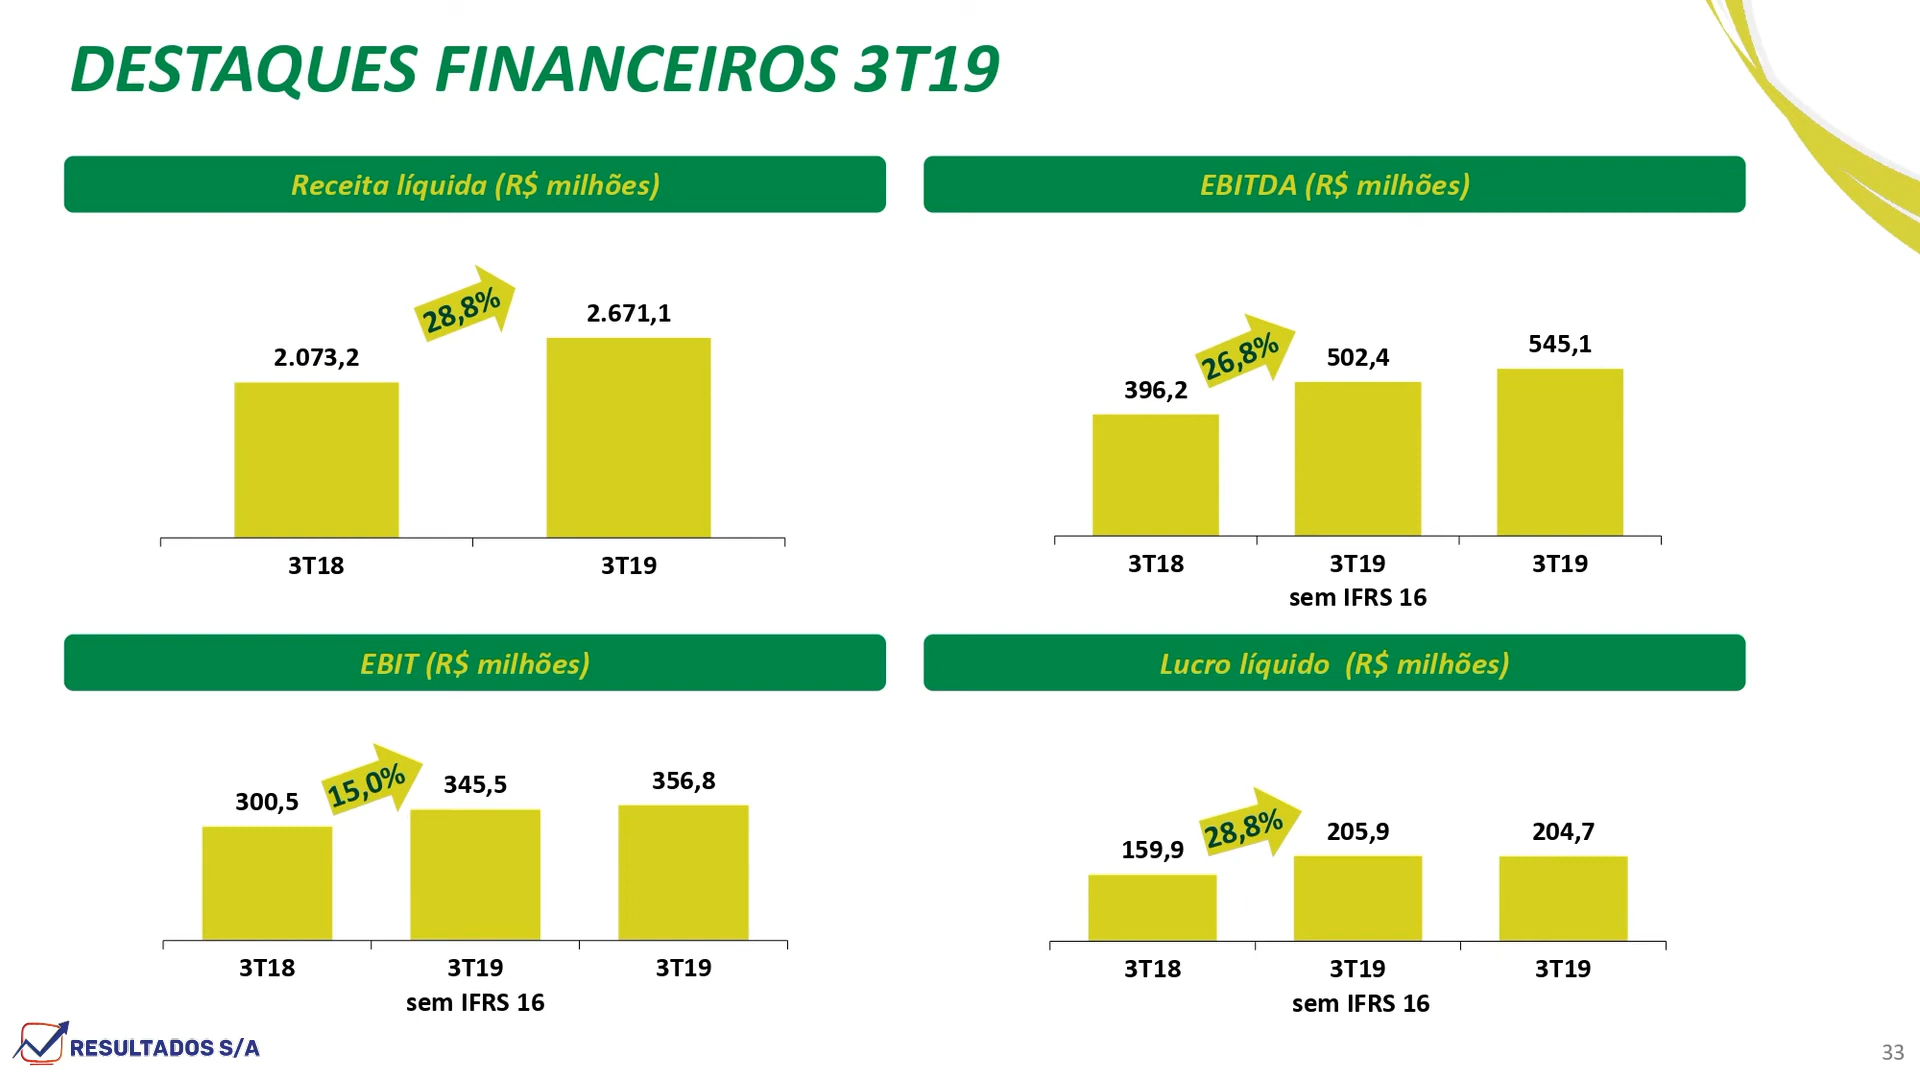 DESTAQUES FINANCEIROS 3T19
Receita líquida (R$ milhões)
28,8%
2.073,2
2.671,1
3T18
3T19
EBITDA (R$ milhões)
26,8%
396,2
502,4
545,1
3T18
3T19
3T19
sem IFRS 16
EBIT (R$ milhões)
15,0%
300,5
345,5
356,8
3T18
3T19
3T19
sem IFRS 16
Lucro líquido (R$ milhões)
28,8%
159,9
205,9
204,7
3T18
3T19
3T19
sem IFRS 16
RESULTADOS S/A
33